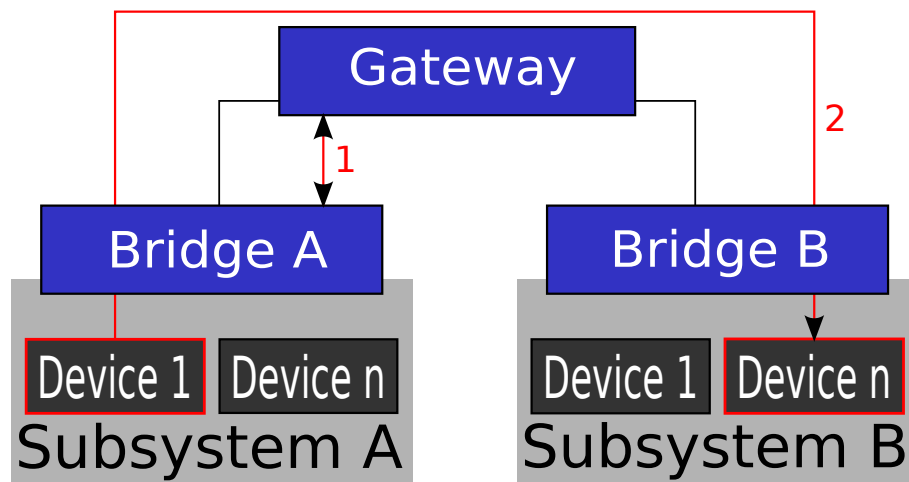 Gateway
2
1
Bridge A
Bridge B
Device 1
Device n
Device 1
Device n
Subsystem A
Subsystem B